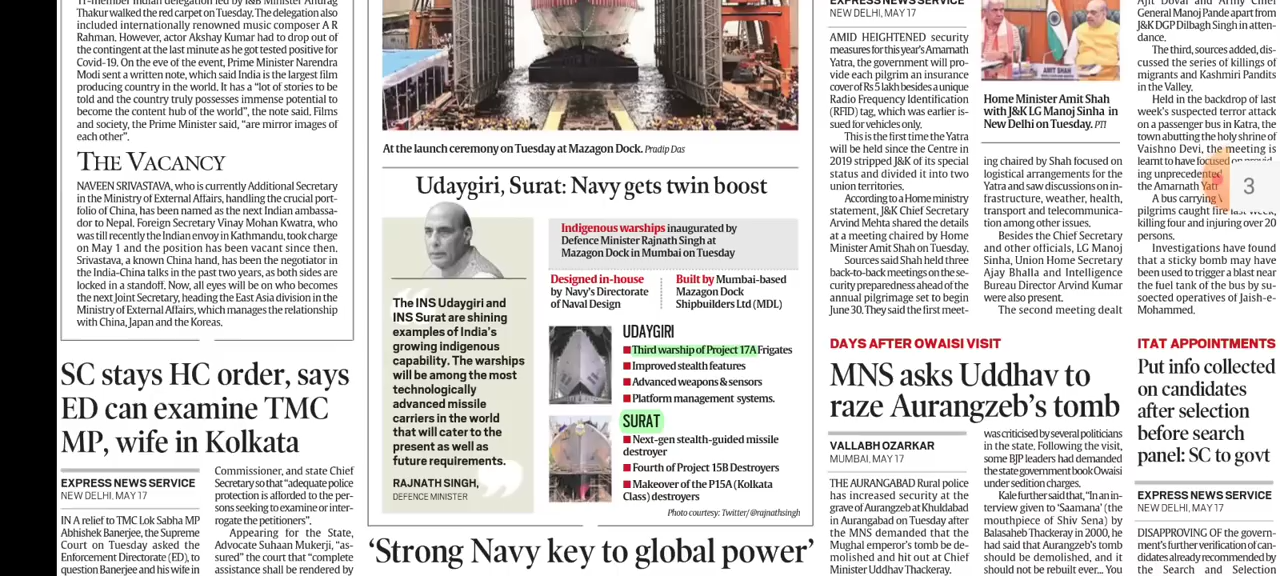 11-member Indian delegation led by I&B Minister Anurag
Thakur walked the red carpet on Tuesday. The delegation also
included internationally renowned music composer A R
Rahman. However, actor Akshay Kumar had to drop out of
the contingent at the last minute as he got tested positive for
Covid-19. On the eve of the event, Prime Minister Narendra
Modi sent a written note, which said India is the largest film
producing country in the world. It has a “lot of stories to be
told and the country truly possesses immense potential to
become the content hub of the world”, the note said. Films
and society, the Prime Minister said, “are mirror images of
each other”.
THE VACANCY
NAVEEN SRIVASTAVA, who is currently Additional Secretary
in the Ministry of External Affairs, handling the crucial port-
folio of China, has been named as the next Indian ambassa-
dor to Nepal. Foreign Secretary Vinay Mohan Kwatra, who
was till recently the Indian envoy in Kathmandu, took charge
on May 1 and the position has been vacant since then.
Srivastava, a known China hand, has been the negotiator in
the India-China talks in the past two years, as both sides are
locked in a standoff. Now, all eyes will be on who becomes
the next Joint Secretary, heading the East Asia division in the
Ministry of External Affairs, which manages the relationship
with China, Japan and the Koreas.
SC stays HC order, says
ED can examine TMC
MP, wife in Kolkata
EXPRESS NEWS SERVICE
NEW DELHI, MAY 17
IN A relief to TMC Lok Sabha MP
Abhishek Banerjee, the Supreme
Court on Tuesday asked the
Enforcement Directorate (ED), to
question Banerjee and his wife in
Commissioner, and state Chief
Secretary so that “adequate police
protection is afforded to the per-
sons seeking to examine or inter-
rogate the petitioners”.
Appearing for the State,
Advocate Suhaan Mukerji, “as-
sured” the court that “complete
assistance shall be rendered by
At the launch ceremony on Tuesday at Mazagon Dock. Pradip Das
Udaygiri, Surat: Navy gets twin boost
Indigenous warships inaugurated by
Defence Minister Rajnath Singh at
Mazagon Dock in Mumbai on Tuesday
Designed in-house
by Navy's Directorate
of Naval Design
Built by Mumbai-based
Mazagon Dock
Shipbuilders Ltd (MDL)
The INS Udaygiri and
INS Surat are shining
examples of India's
growing indigenous
capability. The warships
will be among the most
technologically
advanced missile
carriers in the world
that will cater to the
present as well as
future requirements.
RAJNATH SINGH,
DEFENCE MINISTER
UDAYGIRI
■ Third warship of Project 17A Frigates
■ Improved stealth features
■ Advanced weapons & sensors
■ Platform management systems.
SURAT
■ Next-gen stealth-guided missile
destroyer
■ Fourth of Project 15B Destroyers
■ Makeover of the P15A (Kolkata
Class) destroyers
Photo courtesy: Twitter/ @rajnathsingh
‘Strong Navy key to global power’
EXPRESS NEWS SERVICE
NEW DELHI, MAY 17
AMID HEIGHTENED security
measures for this year's Amarnath
Yatra, the government will pro-
vide each pilgrim an insurance
cover of Rs 5 lakh besides a unique
Radio Frequency Identification
(RFID) tag, which was earlier is-
sued for vehicles only.
This is the first time the Yatra
will be held since the Centre in
2019 stripped J&K of its special
status and divided it into two
union territories.
According to a Home ministry
statement, J&K Chief Secretary
Arvind Mehta shared the details
at a meeting chaired by Home
Minister Amit Shah on Tuesday.
Sources said Shah held three
back-to-back meetings on the se-
curity preparedness ahead of the
annual pilgrimage set to begin
June 30. They said the first meet-
AMIT SHAH
Home Minister Amit Shah
with J&K LG Manoj Sinha in
New Delhi on Tuesday. PTI
ing chaired by Shah focused on
logistical arrangements for the
Yatra and saw discussions on in-
frastructure, weather, health,
transport and telecommunica-
tion among other issues.
Besides the Chief Secretary
and other officials, LG Manoj
Sinha, Union Home Secretary
Ajay Bhalla and Intelligence
Bureau Director Arvind Kumar
were also present.
The second meeting dealt
Ajit Doval and Army Chief
General Manoj Pande apart from
J&K DGP Dilbagh Singh in atten-
dance.
The third, sources added, dis-
cussed the series of killings of
migrants and Kashmiri Pandits
in the Valley.
Held in the backdrop of last
week's suspected terror attack
on a passenger bus in Katra, the
town abutting the holy shrine of
Vaishno Devi, the meeting is
learnt to have focused on
ing unprecedented
the Amarnath
A bus carrying
pilgrims caught fire last week,
killing four and injuring over 20
persons.
Investigations have found
that a sticky bomb may have
been used to trigger a blast near
the fuel tank of the bus by su-
soected operatives of Jaish-e-
Mohammed.
3
DAYS AFTER OWAISI VISIT
MNS asks Uddhav to
raze Aurangzeb's tomb
VALLABH OZARKAR
MUMBAI, MAY 17
THE AURANGABAD Rural police
has increased security at the
grave of Aurangzeb at Khuldabad
in Aurangabad on Tuesday after
the MNS demanded that the
Mughal emperor's tomb be de-
molished and hit out at Chief
Minister Uddhav Thackeray.
was criticised by several politicians
in the state. Following the visit,
some BJP leaders had demanded
the state government book Owaisi
under sedition charges.
Kale further said that, “In an in-
terview given to ‘Saamana’ (the
mouthpiece of Shiv Sena) by
Balasaheb Thackeray in 2000, he
had said that Aurangzeb's tomb
should be demolished, and it
should not be rebuilt ever... You
ITAT APPOINTMENTS
Put info collected
on candidates
after selection
before search
panel: SC to govt
EXPRESS NEWS SERVICE
NEW DELHI, MAY 17
DISAPPROVING OF the govern-
ment's further verification of can-
didates already recommended by
the Search and Selection